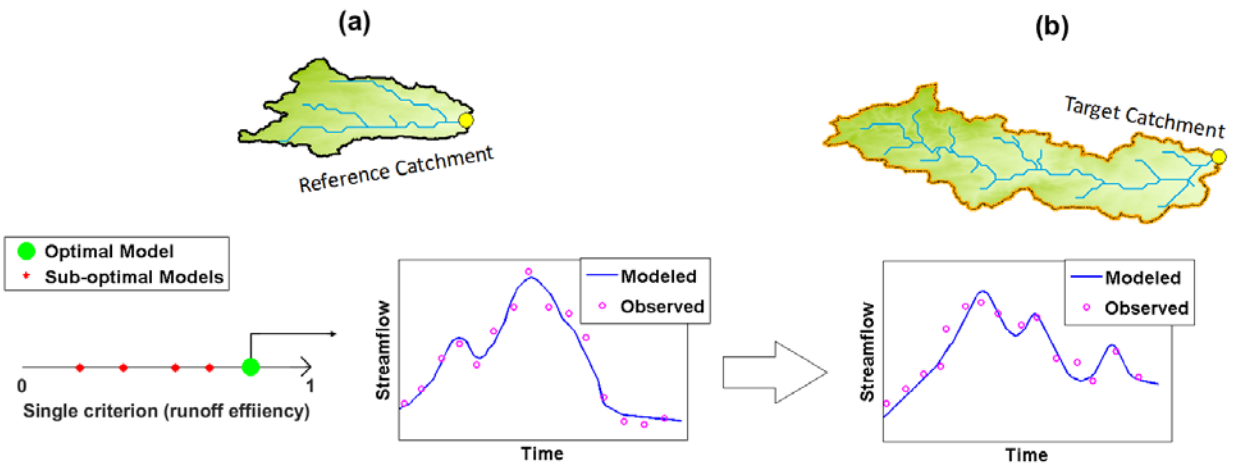 (a)
(b)
Reference Catchment
Target Catchment
Optimal Model
Sub-optimal Models
0
1
Single criterion (runoff effiiency)
Streamflow
Modeled
Observed
Time
Streamflow
Modeled
Observed
Time